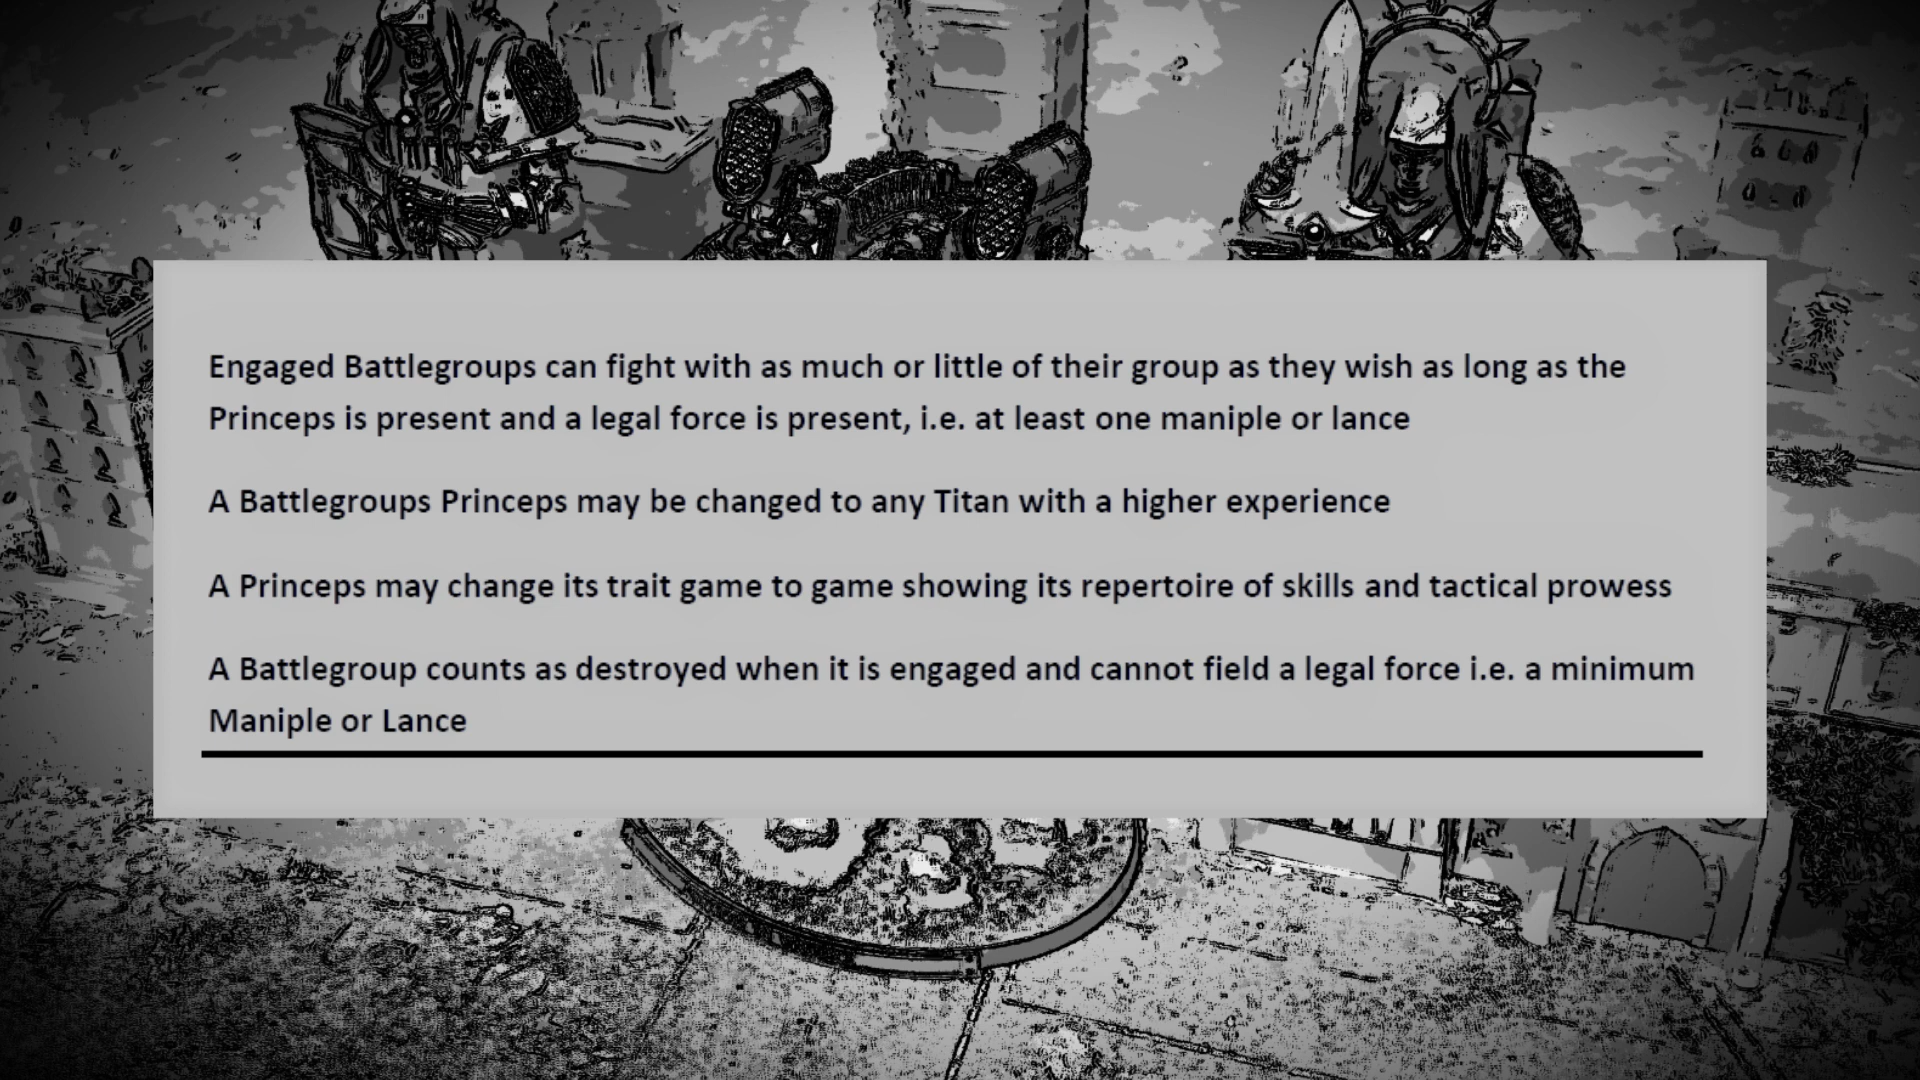 Engaged Battlegroups can fight with as much or little of their group as they wish as long as the
Princeps is present and a legal force is present, i.e. at least one maniple or lance
A Battlegroups Princeps may be changed to any Titan with a higher experience
A Princeps may change its trait game to game showing its repertoire of skills and tactical prowess
A Battlegroup counts as destroyed when it is engaged and cannot field a legal force i.e. a minimum
Maniple or Lance